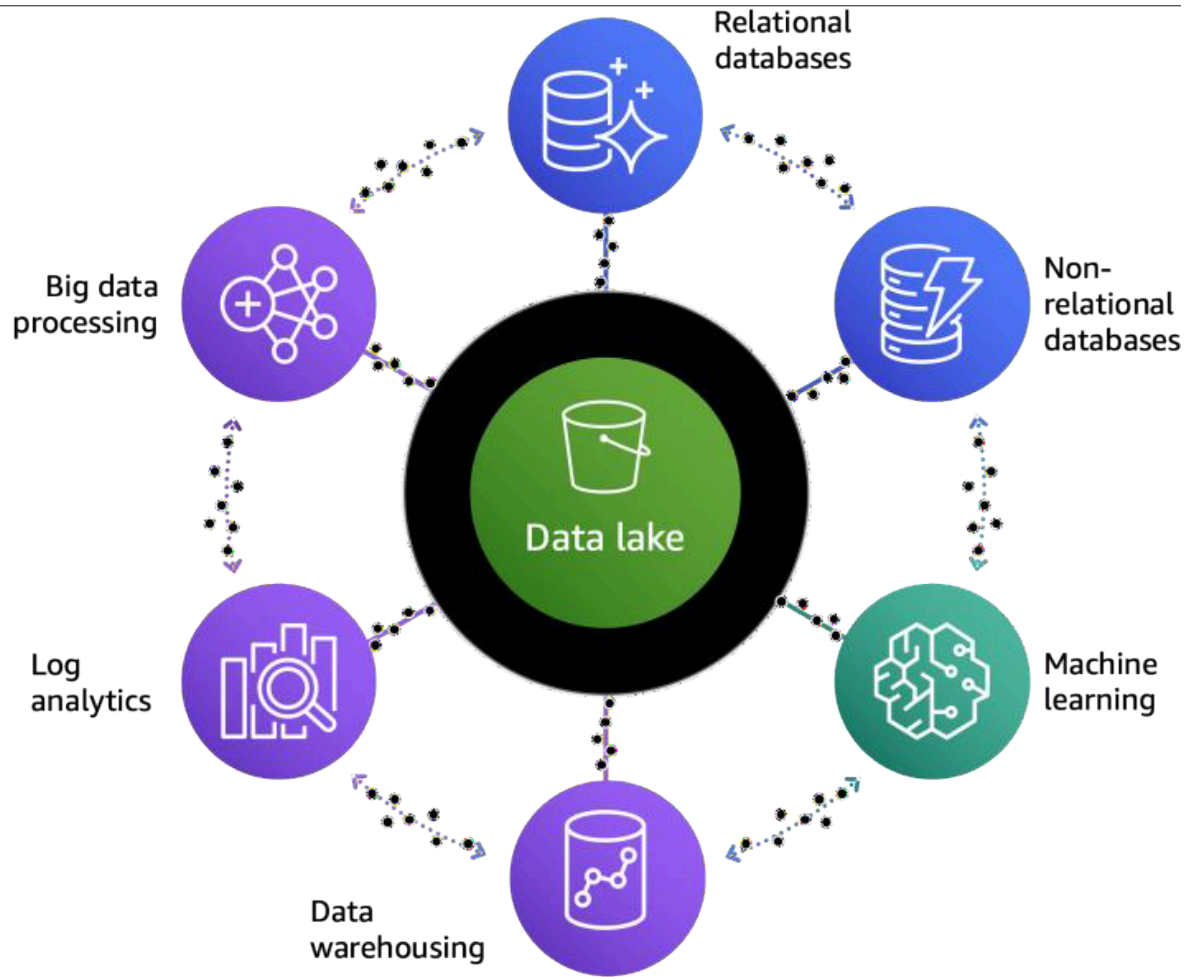 Relational
databases
Big data
processing
Non-
relational
databases
Data lake
Log
analytics
Machine
learning
Data
warehousing